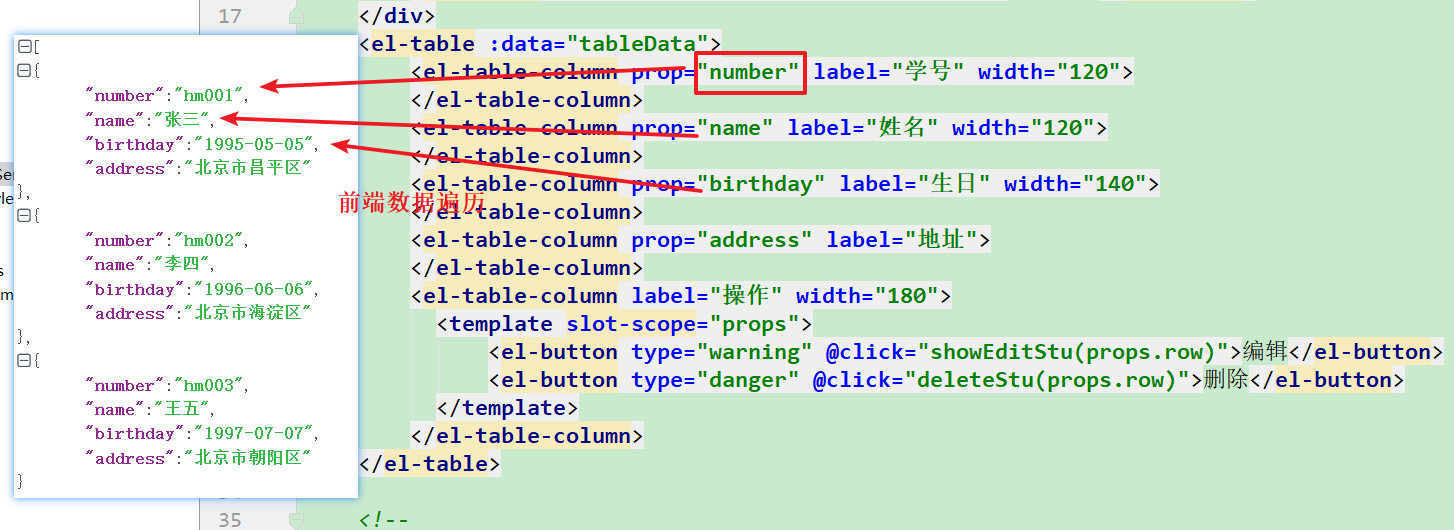 17
</div>
<el-table :data="tableData">
<el-table-column prop="number" label="学号" width="120">
</el-table-column>
<el-table-column prop="name" label="姓名" width="120">
</el-table-column>
<el-table-column prop="birthday" label="生日" width="140">
</el-table-column>
<el-table-column prop="address" label="地址">
</el-table-column>
<el-table-column label="操作" width="180">
<template slot-scope="props">
<el-button type="warning" @click="showEditStu(props.row)">编辑</el-button>
<el-button type="danger" @click="deleteStu(props.row)">删除</el-button>
</template>
</el-table-column>
</el-table>
35
<!--
[
{
"number":"hm001",
"name":"张三",
"birthday":"1995-05-05",
"address":"北京市昌平区"
},
{
"number":"hm002",
"name":"李四",
"birthday":"1996-06-06",
"address":"北京市海淀区"
},
{
"number":"hm003",
"name":"王五",
"birthday":"1997-07-07",
"address":"北京市朝阳区"
}
前端数据遍历